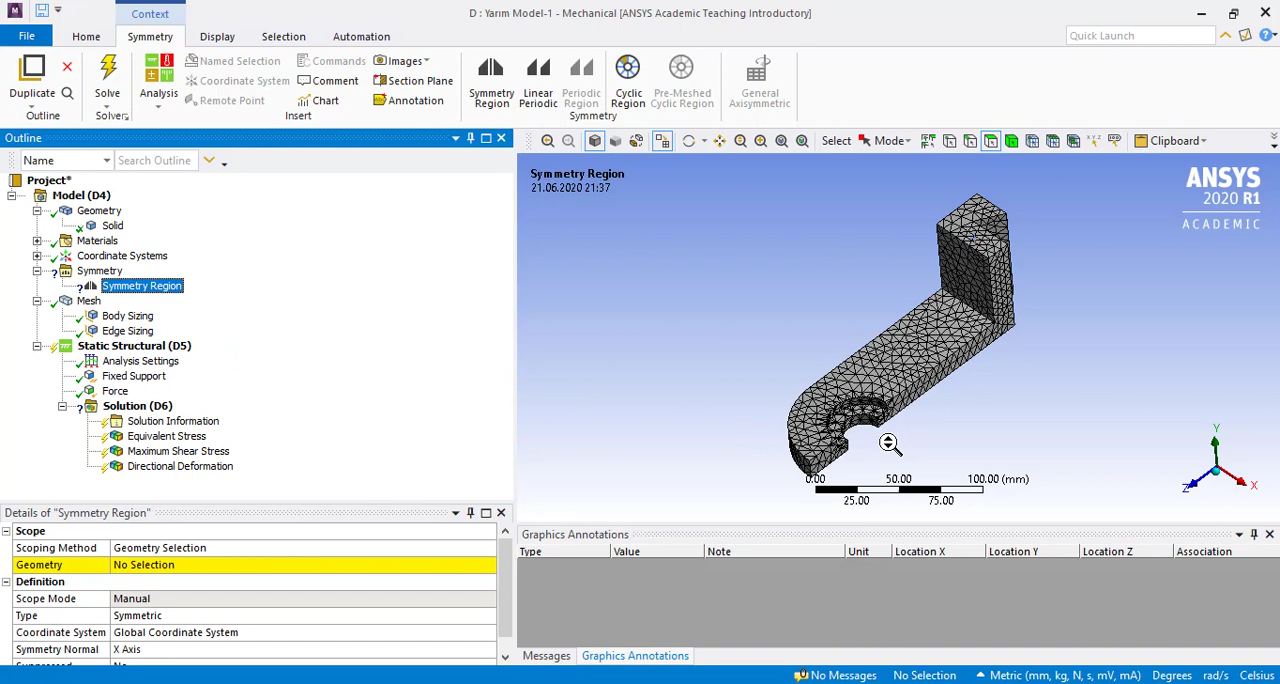 Context
D : Yarım Model-1 - Mechanical [ANSYS Academic Teaching Introductory]
File Home Symmetry Display Selection Automation Quick Launch
Duplicate
Outline
Solve
Solver
Analysis
Named Selection
Coordinate System
Remote Point
Commands
Comment
Chart
Images
Section Plane
Annotation
Insert
Symmetry Region
Linear Periodic
Periodic Region
Cyclic Region
Pre-Meshed Cyclic Region
General Axisymmetric
Symmetry
Outline
Select Mode Clipboard
Name Search Outline
Project*
Model (D4)
Geometry
Solid
Materials
Coordinate Systems
Symmetry
Symmetry Region
Mesh
Body Sizing
Edge Sizing
Static Structural (D5)
Analysis Settings
Fixed Support
Force
Solution (D6)
Solution Information
Equivalent Stress
Maximum Shear Stress
Directional Deformation
Symmetry Region
21.06.2020 21:37
ANSYS
2020 R1
ACADEMIC
0.00 50.00 100.00 (mm)
25.00 75.00
Y
Z
X
Details of "Symmetry Region"
Scope
Scoping Method Geometry Selection
Geometry No Selection
Definition
Scope Mode Manual
Type Symmetric
Coordinate System Global Coordinate System
Symmetry Normal X Axis
Suppressed No
Graphics Annotations
Type Value Note Unit Location X Location Y Location Z Association
Messages Graphics Annotations
No Messages No Selection Metric (mm, kg, N, s, mV, mA) Degrees rad/s Celsius